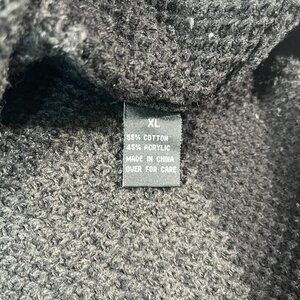 XL
55% COTTON
45% ACRYLIC
MADE IN CHINA
OVER FOR CARE